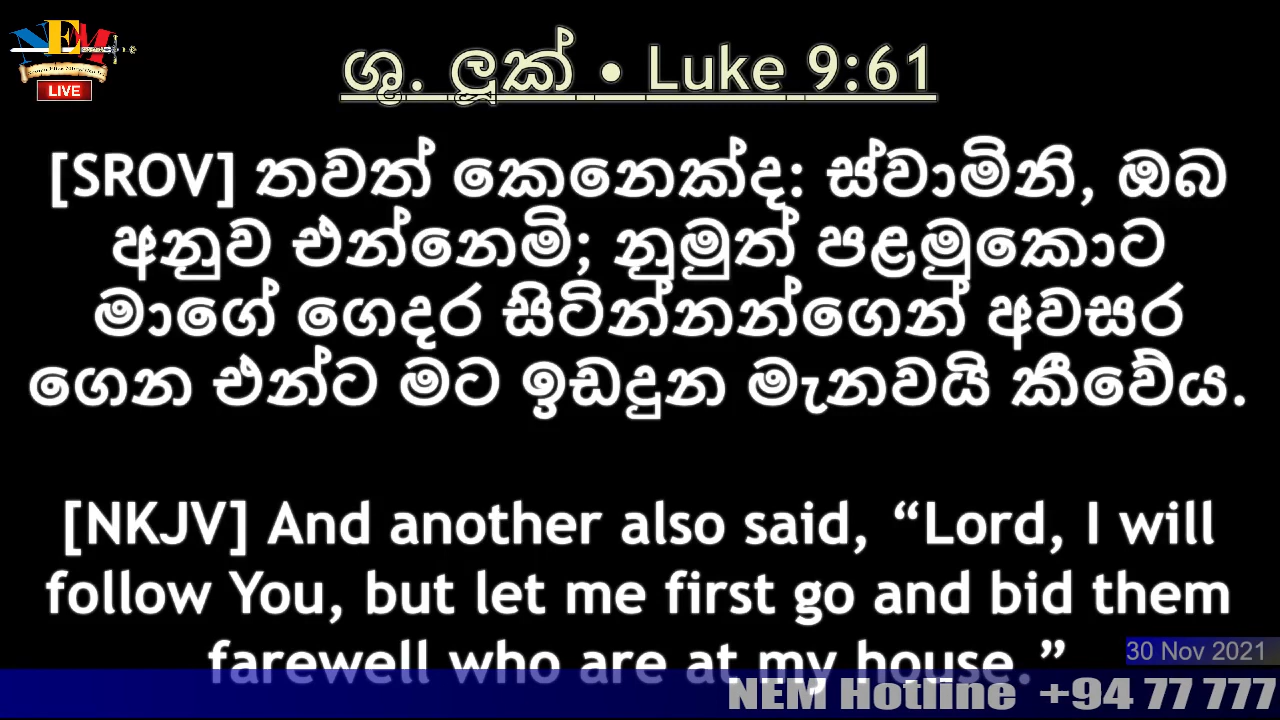 NEM
LIVE
ශු. ලූක් • Luke 9:61
[SROV] තවත් කෙනෙක්ද: ස්වාමිනි, ඔබ
අනුව එන්නෙමි; නුමුත් පළමුකොට
මාගේ ගෙදර සිටින්නන්ගෙන් අවසර
ගෙන එන්ට මට ඉඩදුන මැනවයි කීවේය.
[NKJV] And another also said, “Lord, I will
follow You, but let me first go and bid them
farewell who are at my house.”
30 Nov 2021
NEM Hotline +94 77 777